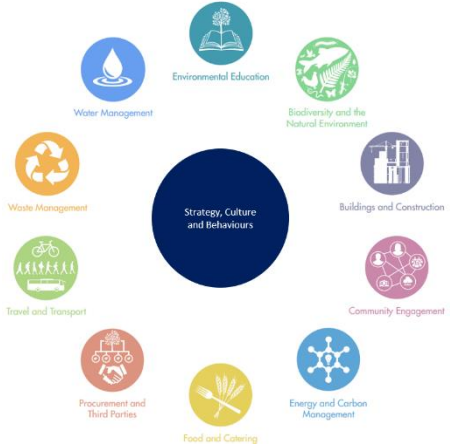 Environmental Education
Water Management
Biodiversity and the
Natural Environment
Waste Management
Buildings and Construction
Strategy, Culture
and Behaviours
Travel and Transport
Community Engagement
Procurement and
Third Parties
Energy and Carbon
Management
Food and Catering